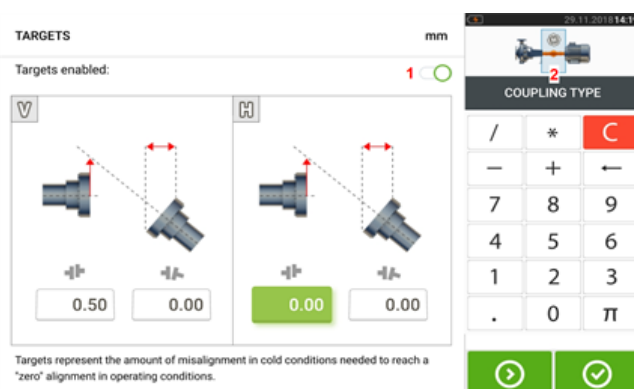 TARGETS
mm
Targets enabled:
1
V
H
0.50
0.00
0.00
0.00
Targets represent the amount of misalignment in cold conditions needed to reach a
"zero" alignment in operating conditions.
29.11.2018 14:19
2
COUPLING TYPE
/ * C
− + ←
7 8 9
4 5 6
1 2 3
. 0 π